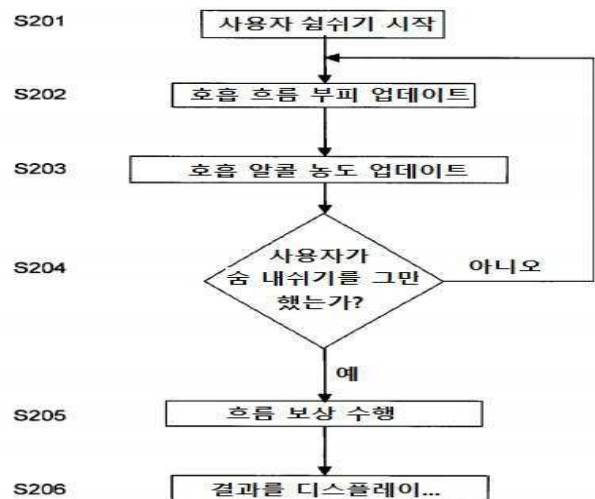 S201 사용자 쉼쉬기 시작
S202 호흡 흐름 부피 업데이트
S203 호흡 알콜 농도 업데이트
S204 사용자가
숨 내쉬기를 그만
했는가?
아니오
예
S205 흐름 보상 수행
S206 결과를 디스플레이...